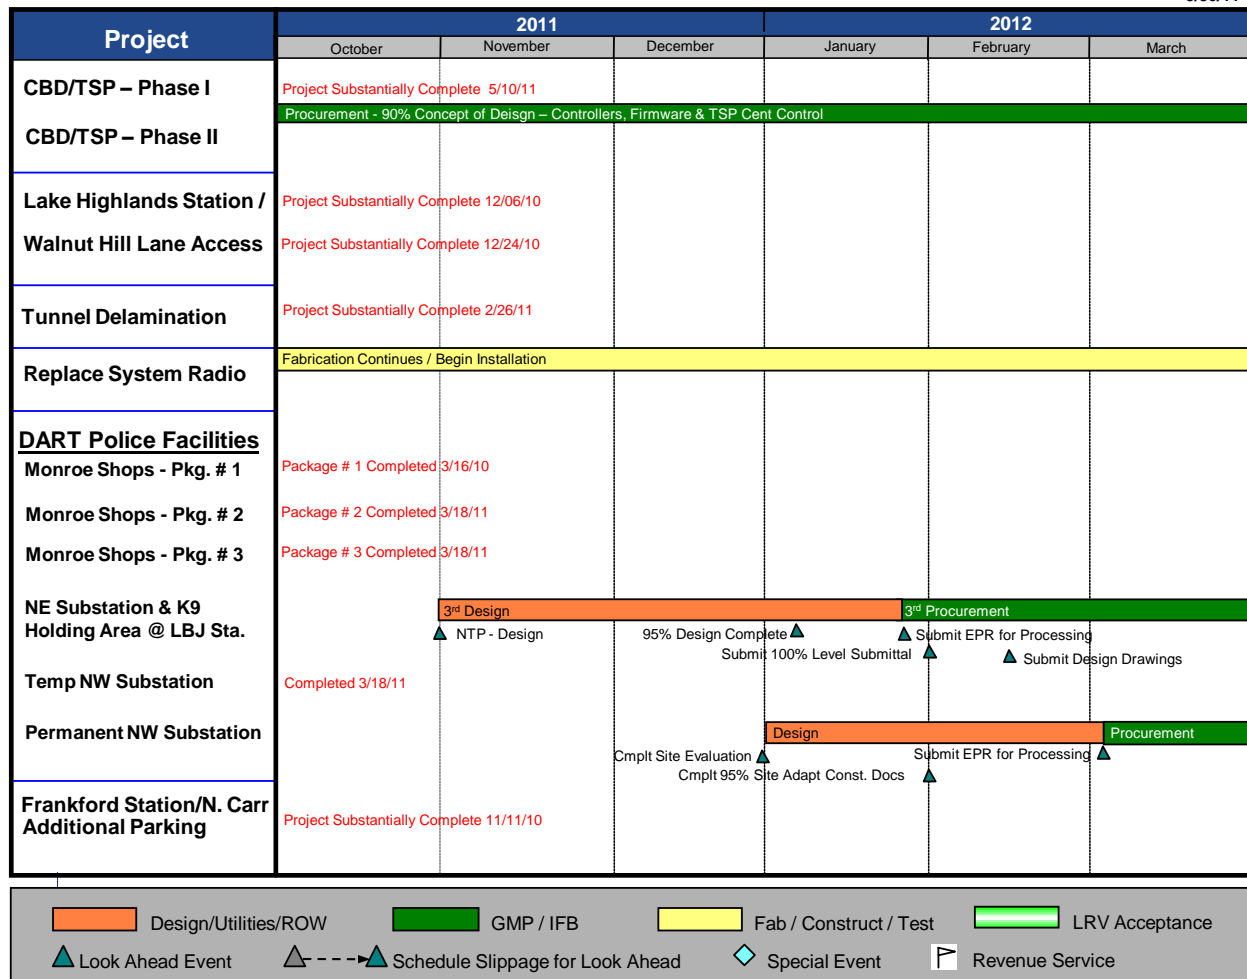 Project
2011
2012
October
November
December
January
February
March
CBD/TSP – Phase I
Project Substantially Complete 5/10/11
Procurement - 90% Concept of Deisgn – Controllers, Firmware & TSP Cent Control
CBD/TSP – Phase II
Lake Highlands Station /
Project Substantially Complete 12/06/10
Walnut Hill Lane Access
Project Substantially Complete 12/24/10
Tunnel Delamination
Project Substantially Complete 2/26/11
Replace System Radio
Fabrication Continues / Begin Installation
DART Police Facilities
Monroe Shops - Pkg. # 1
Package # 1 Completed 3/16/10
Monroe Shops - Pkg. # 2
Package # 2 Completed 3/18/11
Monroe Shops - Pkg. # 3
Package # 3 Completed 3/18/11
NE Substation & K9
Holding Area @ LBJ Sta.
3rd Design
3rd Procurement
NTP - Design
95% Design Complete
Submit EPR for Processing
Submit 100% Level Submittal
Submit Design Drawings
Temp NW Substation
Completed 3/18/11
Permanent NW Substation
Design
Procurement
Cmplt Site Evaluation
Submit EPR for Processing
Cmplt 95% Site Adapt Const. Docs
Frankford Station/N. Carr
Additional Parking
Project Substantially Complete 11/11/10
Design/Utilities/ROW
GMP / IFB
Fab / Construct / Test
LRV Acceptance
Look Ahead Event
Schedule Slippage for Look Ahead
Special Event
Revenue Service